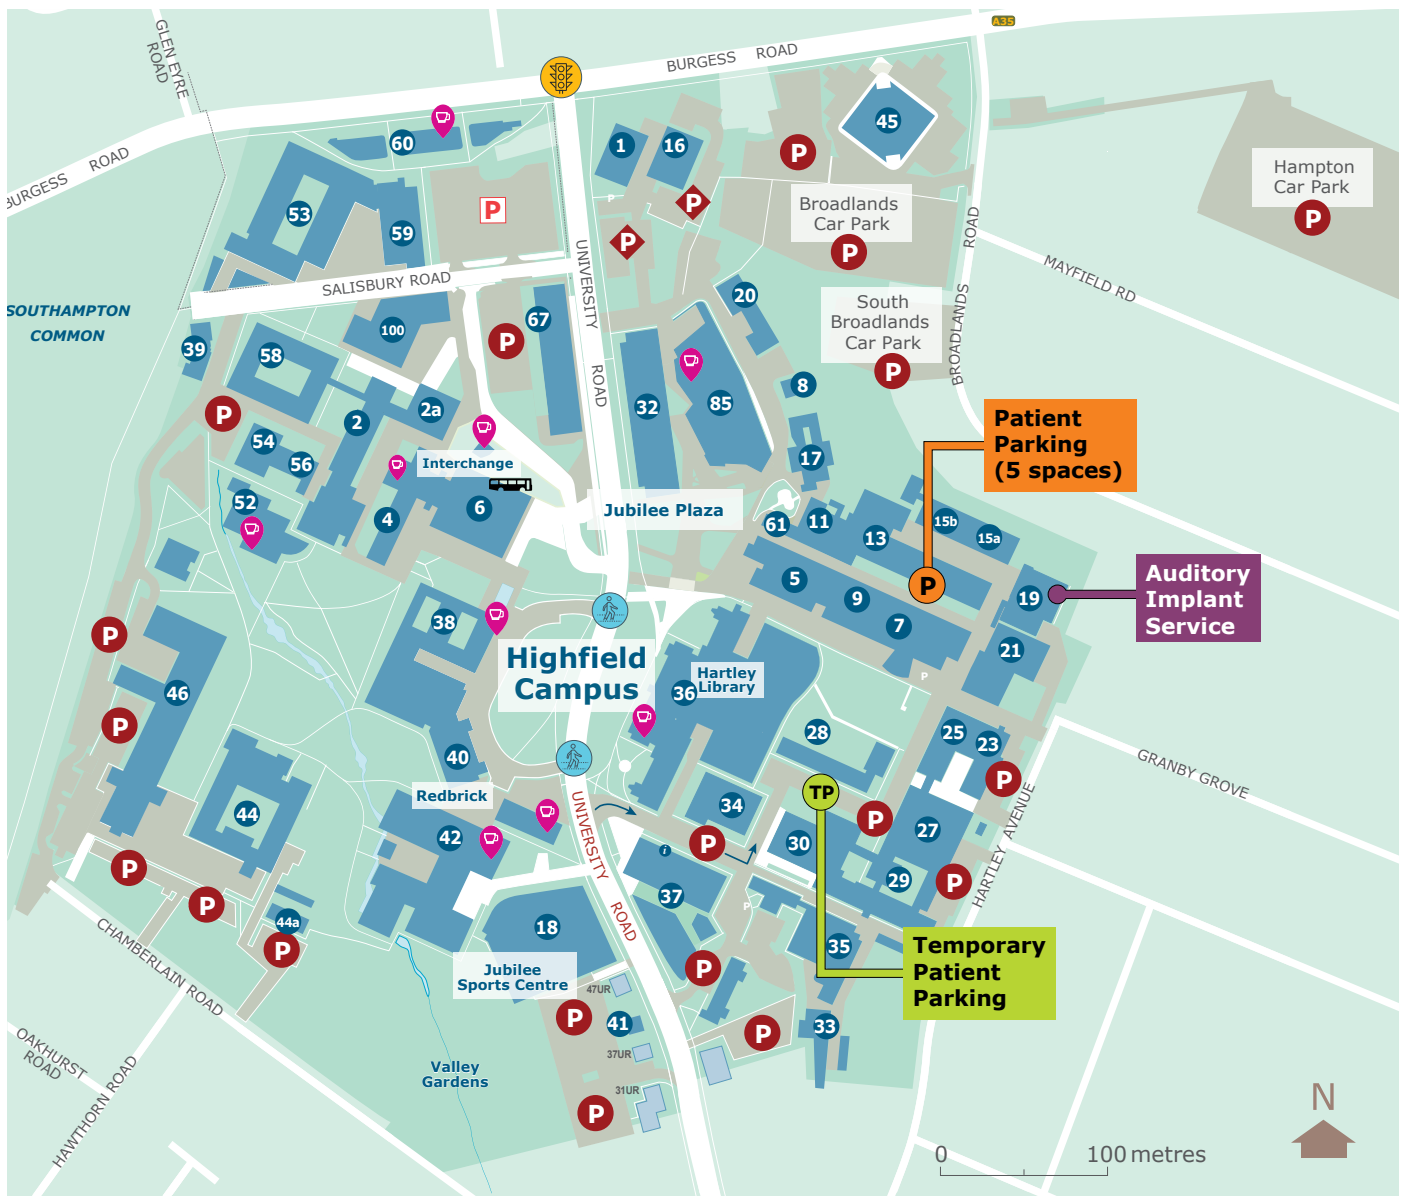 A35
GLEN EYRE
ROAD
BURGESS ROAD
BURGESS ROAD
60
1
16
45
P
P
P
P
P
53
59
Broadlands
Car Park
P
Hampton
Car Park
P
UNIVERSITY ROAD
BROADLANDS ROAD
MAYFIELD RD
SALISBURY ROAD
SOUTHAMPTON
COMMON
20
South
Broadlands
Car Park
P
39
58
100
P
67
32
85
8
17
P
2
2a
54
56
52
4
6
Interchange
Jubilee Plaza
Patient
Parking
(5 spaces)
P
61
11
13
15b
15a
5
9
7
19
21
Auditory
Implant
Service
P
P
38
Highfield
Campus
Hartley
Library
36
P
46
40
28
25
23
P
GRANBY GROVE
HARTLEY AVENUE
Redbrick
44
42
34
TP
P
30
27
29
P
P
i
37
P
UNIVERSITY ROAD
P
P
44a
P
18
Jubilee
Sports Centre
35
Temporary
Patient
Parking
P
P
CHAMBERLAIN ROAD
47UR
P
41
37UR
31UR
P
P
33
OAKHURST
ROAD
HAWTHORN ROAD
Valley
Gardens
N
0 100 metres